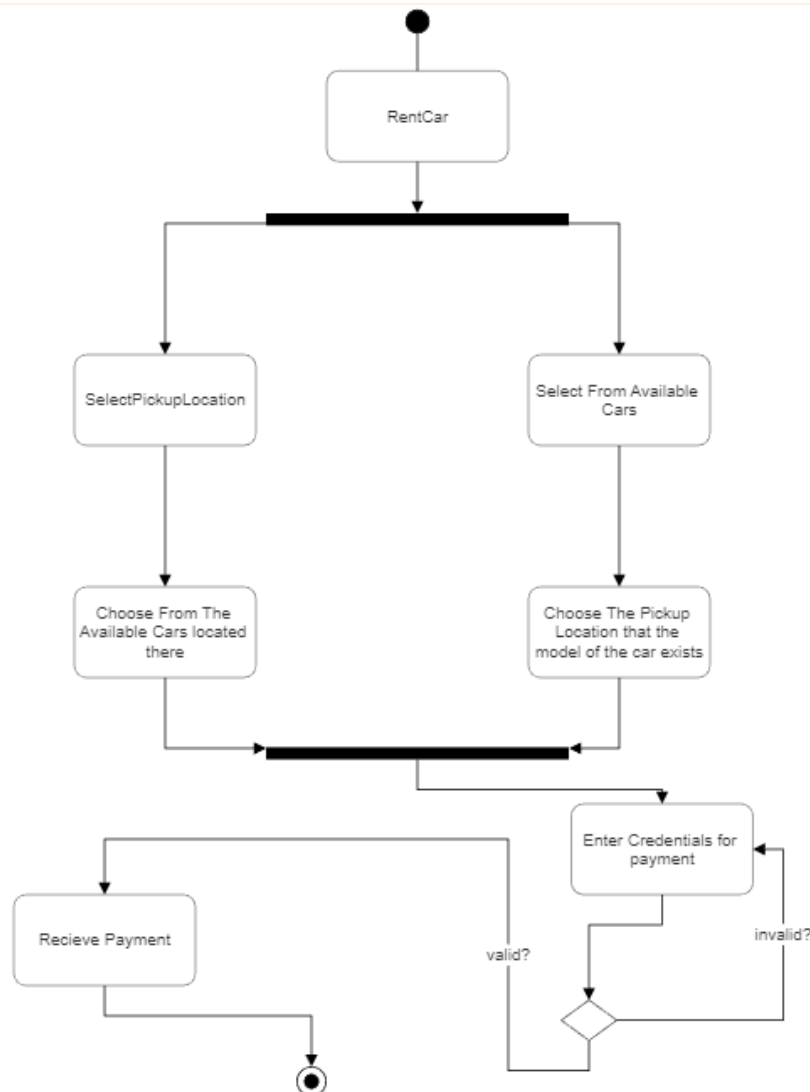 RentCar
SelectPickupLocation
Select From Available
Cars
Choose From The
Available Cars located
there
Choose The Pickup
Location that the
model of the car exists
Enter Credentials for
payment
Recieve Payment
valid?
invalid?